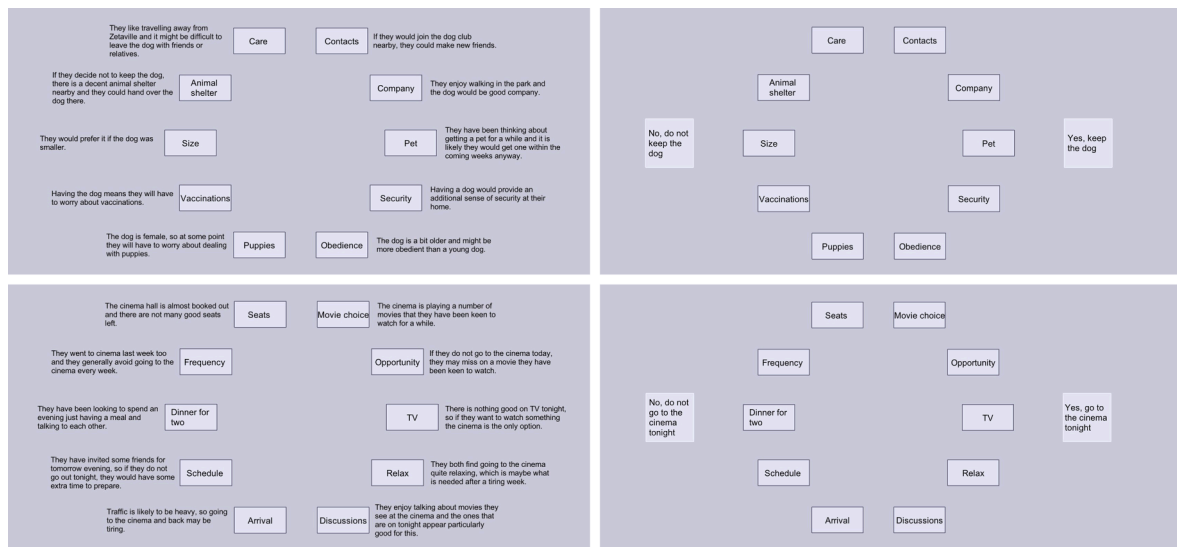 They like travelling away from
Zetaville and it might be difficult to
leave the dog with friends or
relatives.
Care
Contacts
If they would join the dog club
nearby, they could make new friends.
If they decide not to keep the dog,
there is a decent animal shelter
nearby and they could hand over the
dog there.
Animal
shelter
Company
They enjoy walking in the park and
the dog would be good company.
They would prefer it if the dog was
smaller.
Size
Pet
They have been thinking about
getting a pet for a while and it is
likely they would get one within the
coming weeks anyway.
Having the dog means they will have
to worry about vaccinations.
Vaccinations
Security
Having a dog would provide an
additional sense of security at their
home.
The dog is female, so at some point
they will have to worry about dealing
with puppies.
Puppies
Obedience
The dog is a bit older and might be
more obedient than a young dog.
Care
Contacts
Animal
shelter
Company
No, do not
keep the
dog
Size
Pet
Yes, keep
the dog
Vaccinations
Security
Puppies
Obedience
The cinema hall is almost booked out
and there are not many good seats
left.
Seats
Movie choice
The cinema is playing a number of
movies that they have been keen to
watch for a while.
They went to cinema last week too
and they generally avoid going to the
cinema every week.
Frequency
Opportunity
If they do not go to the cinema today,
they may miss on a movie they have
been keen to watch.
They have been looking to spend an
evening just having a meal and
talking to each other.
Dinner for
two
TV
There is nothing good on TV tonight,
so if they want to watch something
the cinema is the only option.
They have invited some friends for
tomorrow evening, so if they do not
go out tonight, they would have some
extra time to prepare.
Schedule
Relax
They both find going to the cinema
quite relaxing, which is maybe what
is needed after a tiring week.
Traffic is likely to be heavy, so going
to the cinema and back may be
tiring.
Arrival
Discussions
They enjoy talking about movies they
see at the cinema and the ones that
are on tonight appear particularly
good for this.
Seats
Movie choice
Frequency
Opportunity
No, do not
go to the
cinema
tonight
Dinner for
two
TV
Yes, go to
the cinema
tonight
Schedule
Relax
Arrival
Discussions